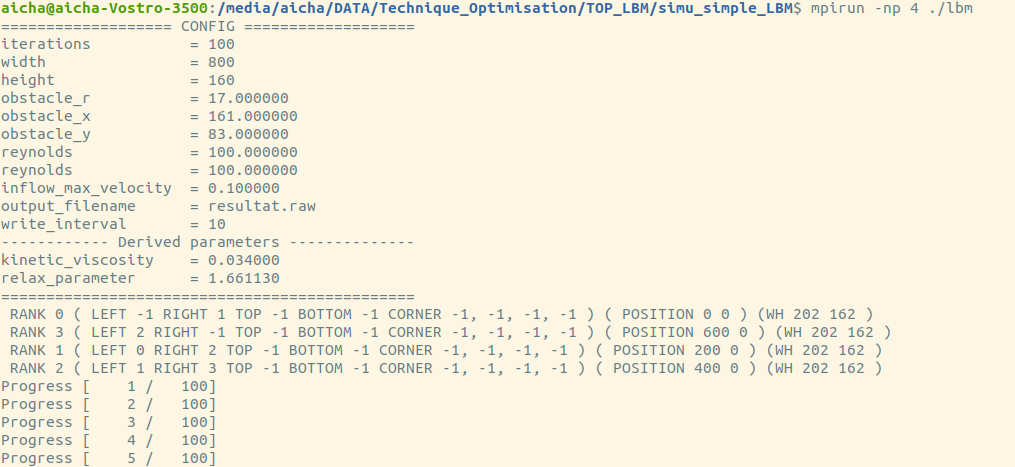 aicha@aicha-Vostro-3500:/media/aicha/DATA/Technique_Optimisation/TOP_LBM/simu_simple_LBM$ mpirun -np 4 ./lbm
=================== CONFIG ===================
iterations           = 100
width                = 800
height               = 160
obstacle_r           = 17.000000
obstacle_x           = 161.000000
obstacle_y           = 83.000000
reynolds             = 100.000000
reynolds             = 100.000000
inflow_max_velocity  = 0.100000
output_filename      = resultat.raw
write_interval       = 10
------------ Derived parameters --------------
kinetic_viscosity    = 0.034000
relax_parameter      = 1.661130
==============================================
 RANK 0 ( LEFT -1 RIGHT 1 TOP -1 BOTTOM -1 CORNER -1, -1, -1, -1 ) ( POSITION 0 0 ) (WH 202 162 )
 RANK 3 ( LEFT 2 RIGHT -1 TOP -1 BOTTOM -1 CORNER -1, -1, -1, -1 ) ( POSITION 600 0 ) (WH 202 162 )
 RANK 1 ( LEFT 0 RIGHT 2 TOP -1 BOTTOM -1 CORNER -1, -1, -1, -1 ) ( POSITION 200 0 ) (WH 202 162 )
 RANK 2 ( LEFT 1 RIGHT 3 TOP -1 BOTTOM -1 CORNER -1, -1, -1, -1 ) ( POSITION 400 0 ) (WH 202 162 )
Progress [    1 /   100]
Progress [    2 /   100]
Progress [    3 /   100]
Progress [    4 /   100]
Progress [    5 /   100]